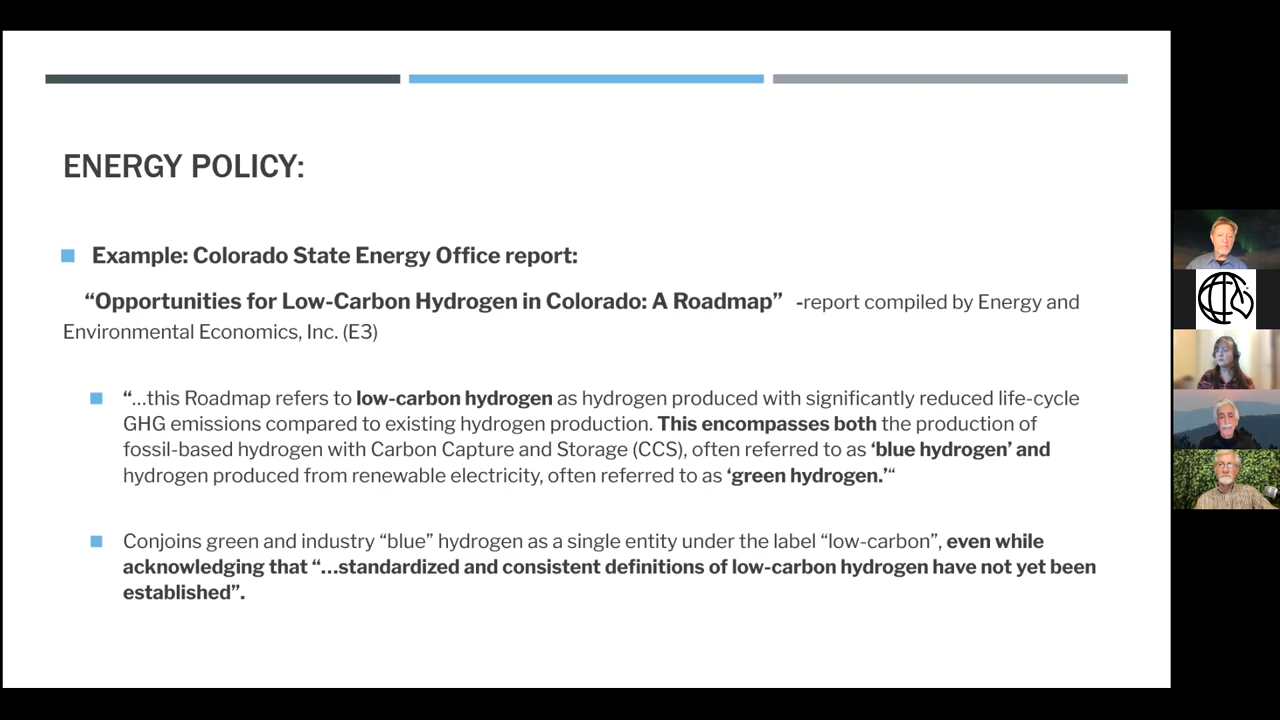 ENERGY POLICY:
Example: Colorado State Energy Office report:
“Opportunities for Low-Carbon Hydrogen in Colorado: A Roadmap” -report compiled by Energy and
Environmental Economics, Inc. (E3)
“…this Roadmap refers to low-carbon hydrogen as hydrogen produced with significantly reduced life-cycle
GHG emissions compared to existing hydrogen production. This encompasses both the production of
fossil-based hydrogen with Carbon Capture and Storage (CCS), often referred to as ‘blue hydrogen’ and
hydrogen produced from renewable electricity, often referred to as ‘green hydrogen.’“
Conjoins green and industry “blue” hydrogen as a single entity under the label “low-carbon”, even while
acknowledging that “…standardized and consistent definitions of low-carbon hydrogen have not yet been
established”.